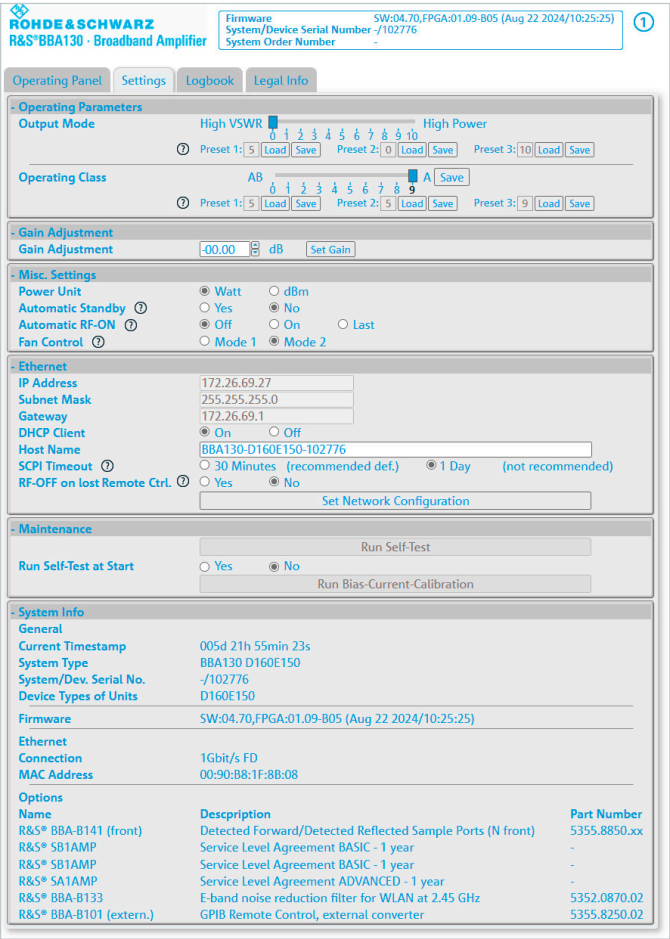 ROHDE&SCHWARZ
R&S®BBA130 · Broadband Amplifier
Firmware SW:04.70,FPGA:01.09-B05 (Aug 22 2024/10:25:25)
System/Device Serial Number -/102776
System Order Number -
1
Operating Panel Settings Logbook Legal Info
- Operating Parameters
Output Mode High VSWR High Power
0 1 2 3 4 5 6 7 8 9 10
? Preset 1: 5 Load Save Preset 2: 0 Load Save Preset 3: 10 Load Save
Operating Class AB A Save
0 1 2 3 4 5 6 7 8 9
? Preset 1: 5 Load Save Preset 2: 5 Load Save Preset 3: 9 Load Save
- Gain Adjustment
Gain Adjustment -00.00 dB Set Gain
- Misc. Settings
Power Unit Watt dBm
Automatic Standby ? Yes No
Automatic RF-ON ? Off On Last
Fan Control ? Mode 1 Mode 2
- Ethernet
IP Address 172.26.69.27
Subnet Mask 255.255.255.0
Gateway 172.26.69.1
DHCP Client On Off
Host Name BBA130-D160E150-102776
SCPI Timeout ? 30 Minutes (recommended def.) 1 Day (not recommended)
RF-OFF on lost Remote Ctrl. ? Yes No
Set Network Configuration
- Maintenance
Run Self-Test
Run Self-Test at Start Yes No
Run Bias-Current-Calibration
- System Info
General
Current Timestamp 005d 21h 55min 23s
System Type BBA130 D160E150
System/Dev. Serial No. -/102776
Device Types of Units D160E150
Firmware SW:04.70,FPGA:01.09-B05 (Aug 22 2024/10:25:25)
Ethernet
Connection 1Gbit/s FD
MAC Address 00:90:B8:1F:8B:08
Options
Name Descpription Part Number
R&S® BBA-B141 (front) Detected Forward/Detected Reflected Sample Ports (N front) 5355.8850.xx
R&S® SB1AMP Service Level Agreement BASIC - 1 year -
R&S® SB1AMP Service Level Agreement BASIC - 1 year -
R&S® SA1AMP Service Level Agreement ADVANCED - 1 year -
R&S® BBA-B133 E-band noise reduction filter for WLAN at 2.45 GHz 5352.0870.02
R&S® BBA-B101 (extern.) GPIB Remote Control, external converter 5355.8250.02